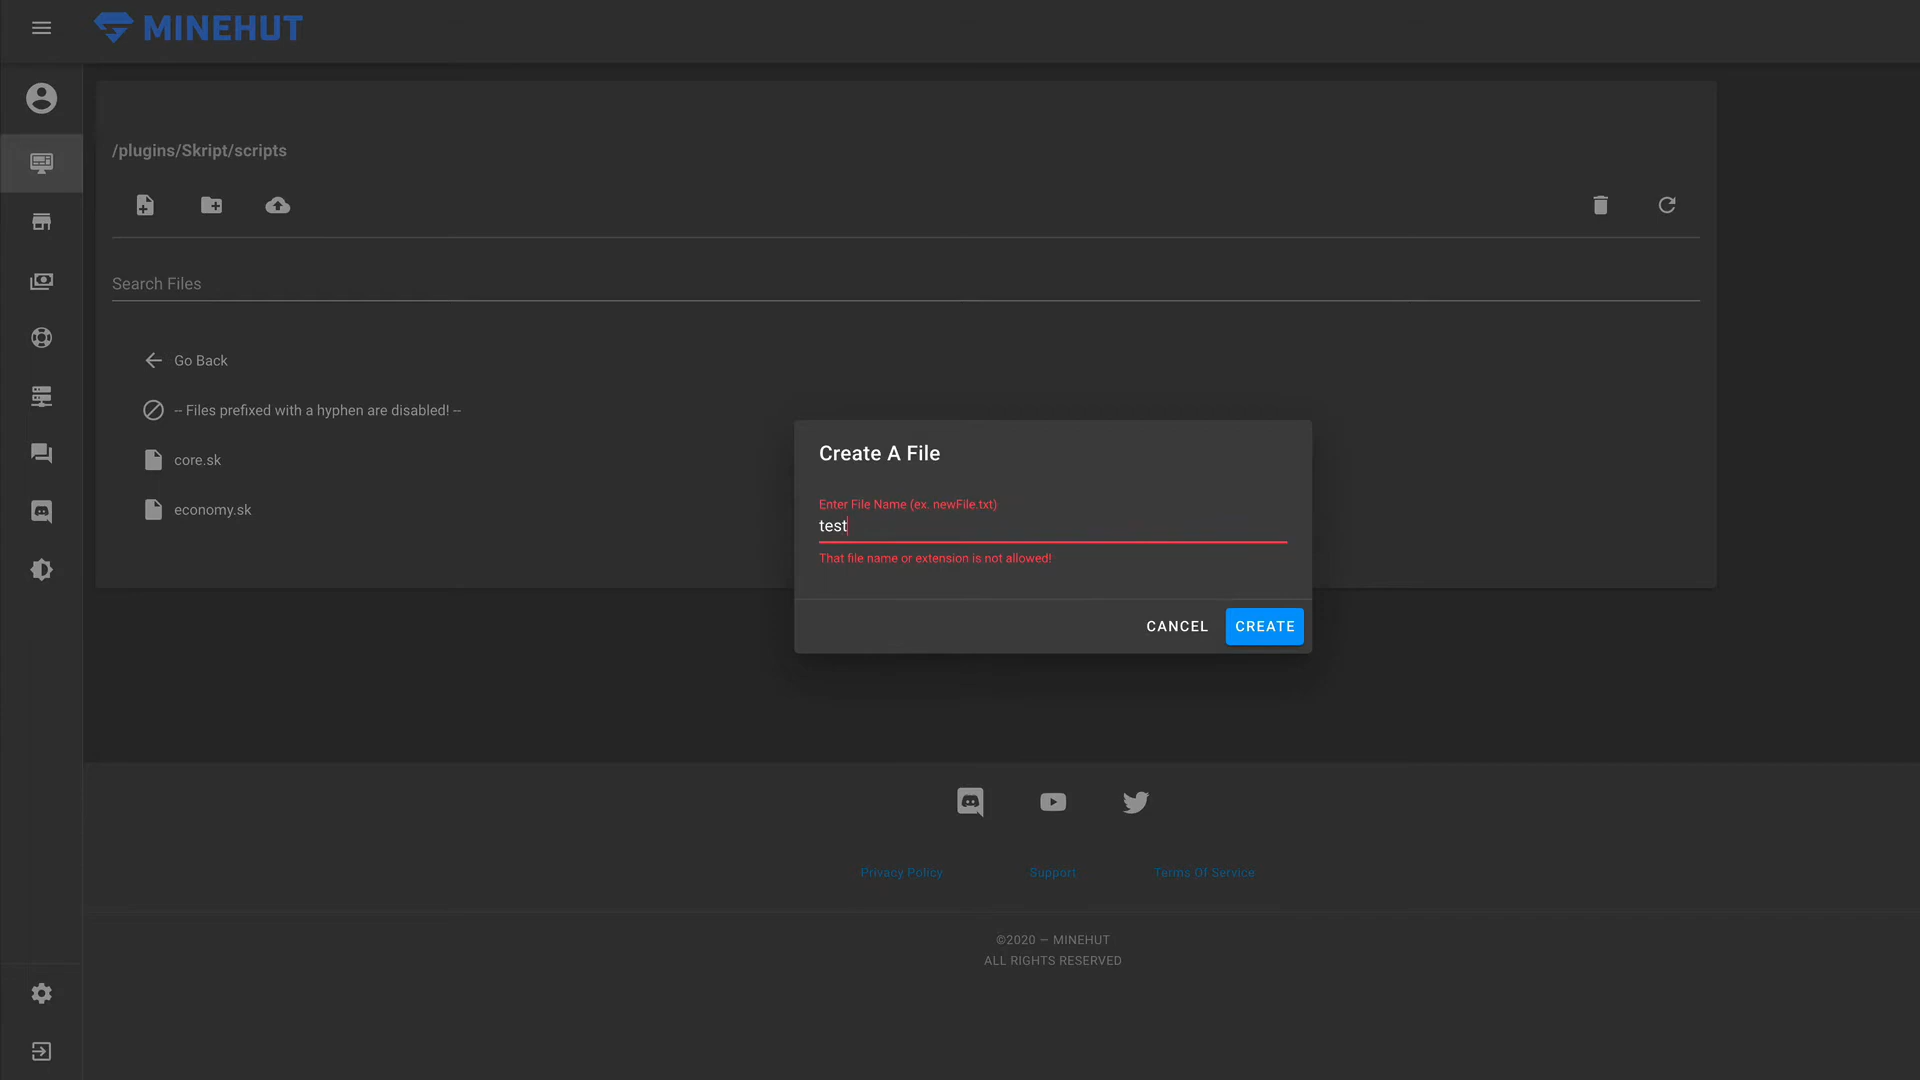 MINEHUT
/plugins/Skript/scripts
Search Files
Go Back
-- Files prefixed with a hyphen are disabled! --
core.sk
economy.sk
Create A File
Enter File Name (ex. newFile.txt)
test
That file name or extension is not allowed!
CANCEL
CREATE
Privacy Policy
Support
Terms Of Service
©2020 — MINEHUT
ALL RIGHTS RESERVED